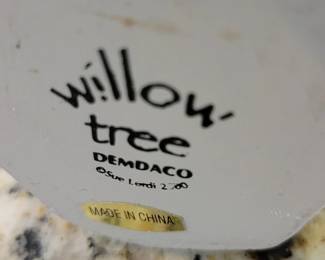 willow
tree
DEMDACO
©Susan Lordi 2000
MADE IN CHINA